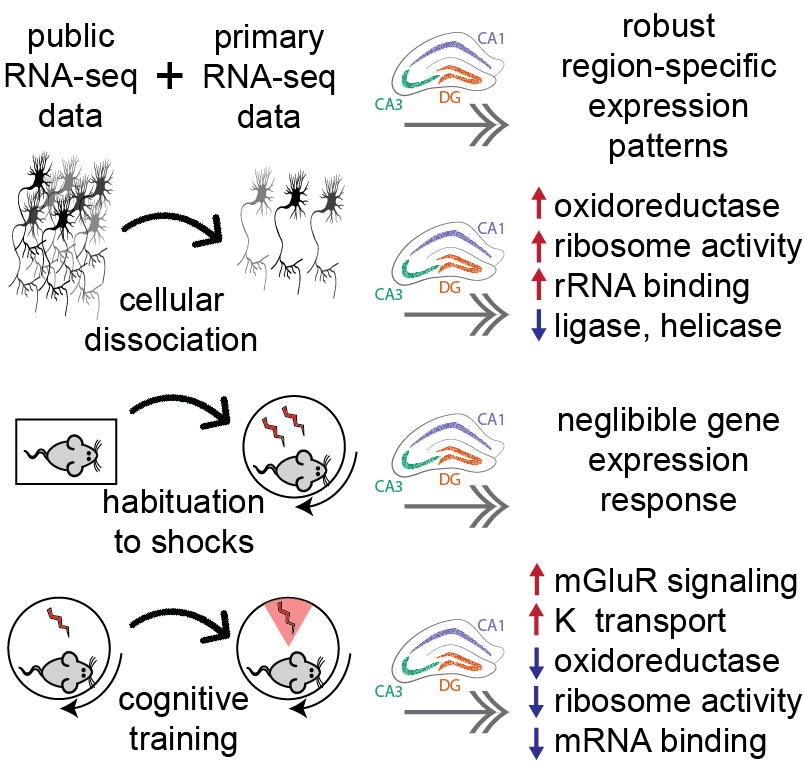 public
RNA-seq
data
+
primary
RNA-seq
data
CA1
CA3
DG
robust
region-specific
expression
patterns
cellular
dissociation
CA1
CA3
DG
oxidoreductase
ribosome activity
rRNA binding
ligase, helicase
habituation
to shocks
CA1
CA3
DG
neglibible gene
expression
response
cognitive
training
CA1
CA3
DG
mGluR signaling
K transport
oxidoreductase
ribosome activity
mRNA binding